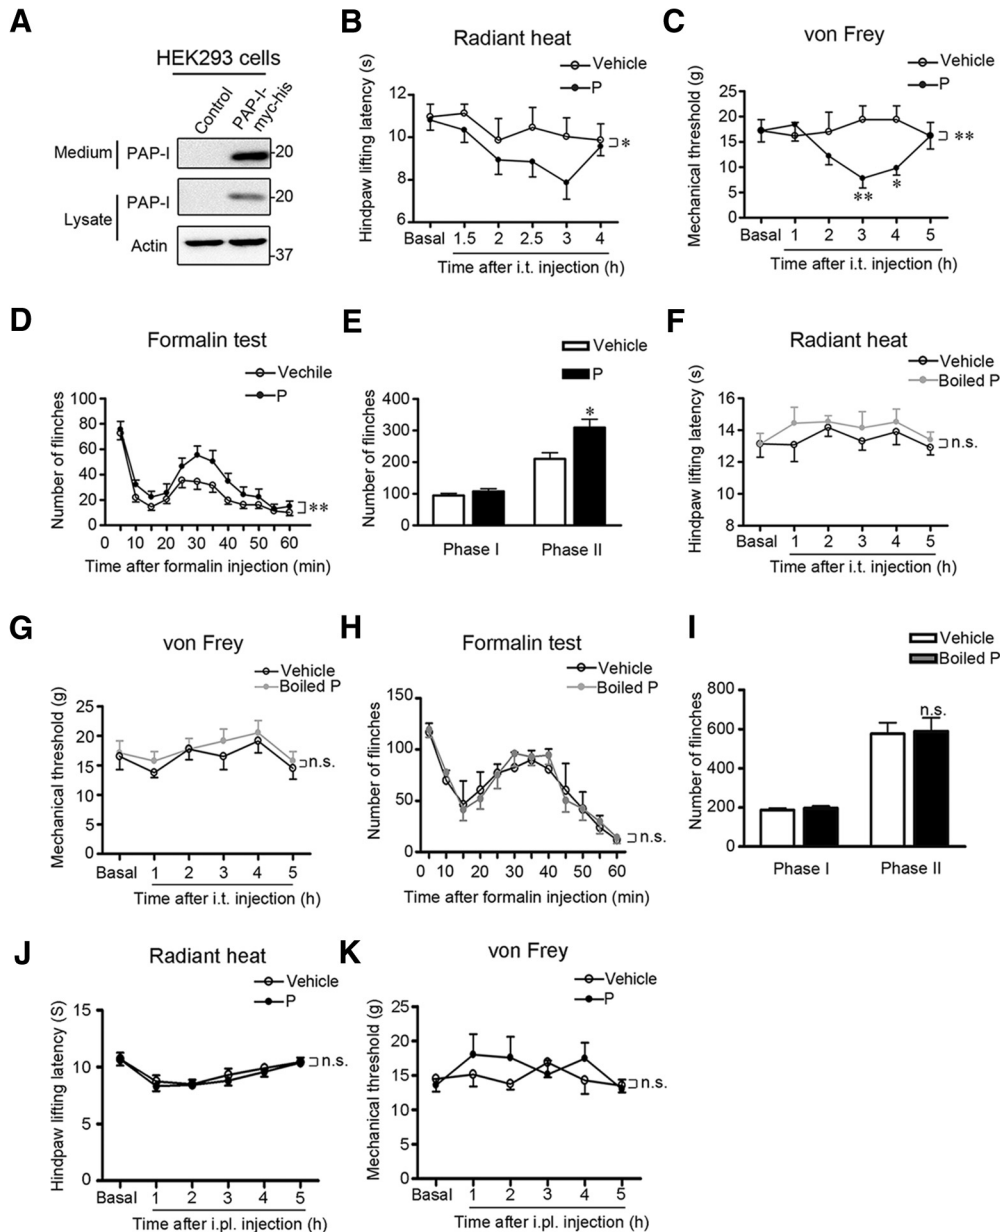 A
HEK293 cells
Control
PAP-I-
myc-his
Medium
PAP-I
-20
PAP-I
-20
Lysate
Actin
-37
B
Radiant heat
Vehicle
P
Hindpaw lifting latency (s)
12
10
8
6
*
Basal 1.5 2 2.5 3 4
Time after i.t. injection (h)
C
von Frey
Vehicle
P
Mechanical threshold (g)
25
20
15
10
5
0
**
**
*
Basal 1 2 3 4 5
Time after i.t. injection (h)
D
Formalin test
Vechile
P
Number of flinches
100
80
60
40
20
0
**
0 10 20 30 40 50 60
Time after formalin injection (min)
E
Vehicle
P
Number of flinches
400
300
200
100
0
*
Phase I Phase II
F
Radiant heat
Vehicle
Boiled P
Hindpaw lifting latency (s)
16
14
12
10
8
n.s.
Basal 1 2 3 4 5
Time after i.t. injection (h)
G
von Frey
Vehicle
Boiled P
Mechanical threshold (g)
25
20
15
10
5
0
n.s.
Basal 1 2 3 4 5
Time after i.t. injection (h)
H
Formalin test
Vehicle
Boiled P
Number of flinches
150
100
50
0
n.s.
0 10 20 30 40 50 60
Time after formalin injection (min)
I
Vehicle
Boiled P
Number of flinches
800
600
400
200
0
n.s.
Phase I Phase II
J
Radiant heat
Vehicle
P
Hindpaw lifting latency (S)
15
10
5
0
n.s.
Basal 1 2 3 4 5
Time after i.pl. injection (h)
K
von Frey
Vehicle
P
Mechanical threshold (g)
25
20
15
10
5
0
n.s.
Basal 1 2 3 4 5
Time after i.pl. injection (h)